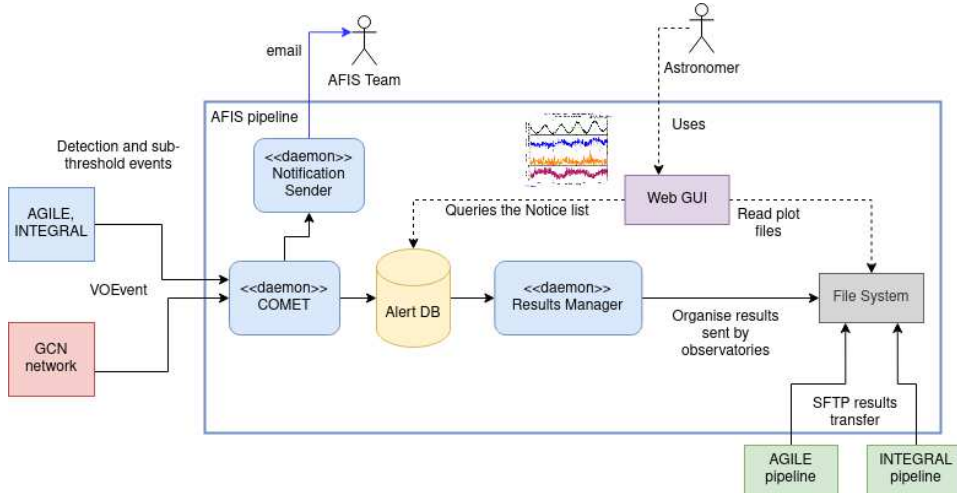 email
AFIS Team
Astronomer
AFIS pipeline
Uses
Detection and sub-
threshold events
<<daemon>>
Notification
Sender
AGILE,
INTEGRAL
Queries the Notice list
Web GUI
Read plot
files
VOEvent
<<daemon>>
COMET
Alert DB
<<daemon>>
Results Manager
File System
Organise results
sent by
observatories
GCN
network
SFTP results
transfer
AGILE
pipeline
INTEGRAL
pipeline